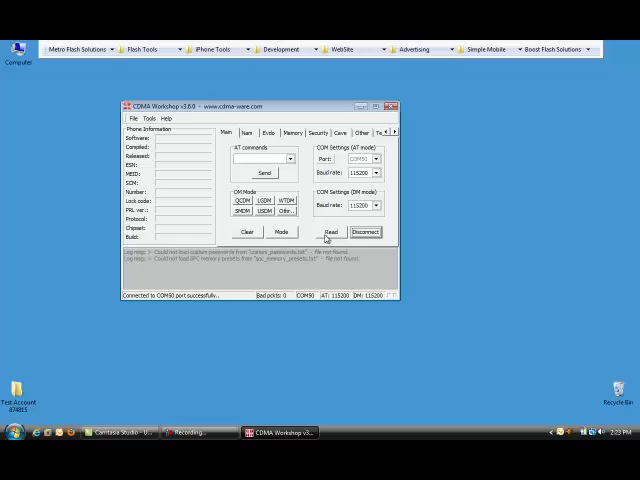 Metro Flash Solutions
Flash Tools
iPhone Tools
Development
WebSite
Advertising
Simple Mobile
Boost Flash Solutions
Computer
CDMA Workshop v3.6.0 - www.cdma-ware.com
File Tools Help
Phone Information
Software:
Compiled:
Released:
ESN:
MEID:
SCM:
Number:
Lock code:
PRL ver.:
Protocol:
Chipset:
Build:
Main Nam Evdo Memory Security Cave Other Te
AT commands
Send
COM Settings (AT mode)
Port: COM50
Baud rate: 115200
DM Mode
QCDM LGDM WTDM
SMDM USDM Othr..
COM Settings (DM mode)
Baud rate: 115200
Clear Mode Read Disconnect
Log msg: > Could not load custom passwords from "custom_passwords.txt" - file not found.
Log msg: > Could not load SPC memory presets from "spc_memory_presets.txt" - file not found.
Connected to COM50 port successfully.. Bad pckts: 0 COM50 AT: 115200 DM: 115200
Test Account
874815
Recycle Bin
Camtasia Studio - U...
Recording...
CDMA Workshop v3...
2:23 PM